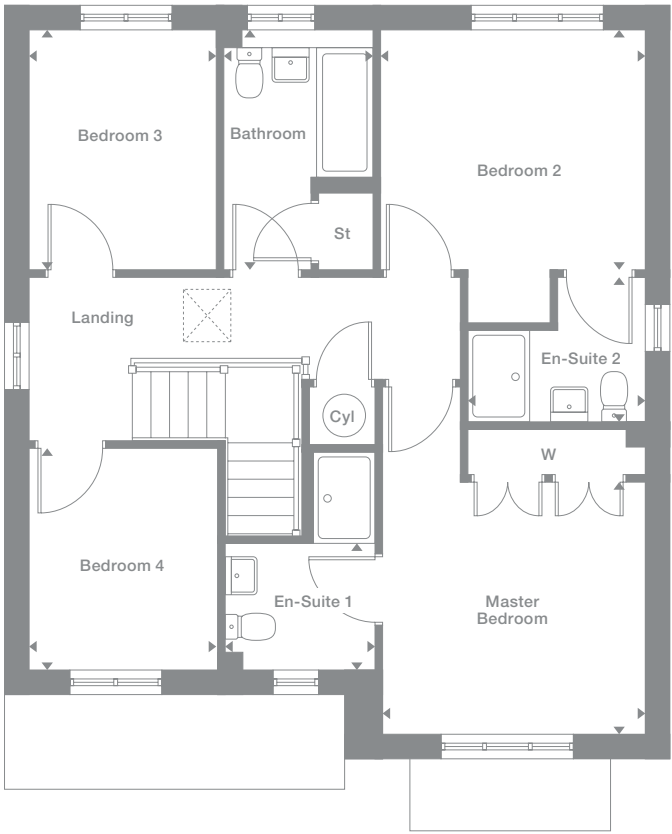 Bedroom 3
Bathroom
Bedroom 2
St
Landing
En-Suite 2
Cyl
W
Bedroom 4
En-Suite 1
Master
Bedroom